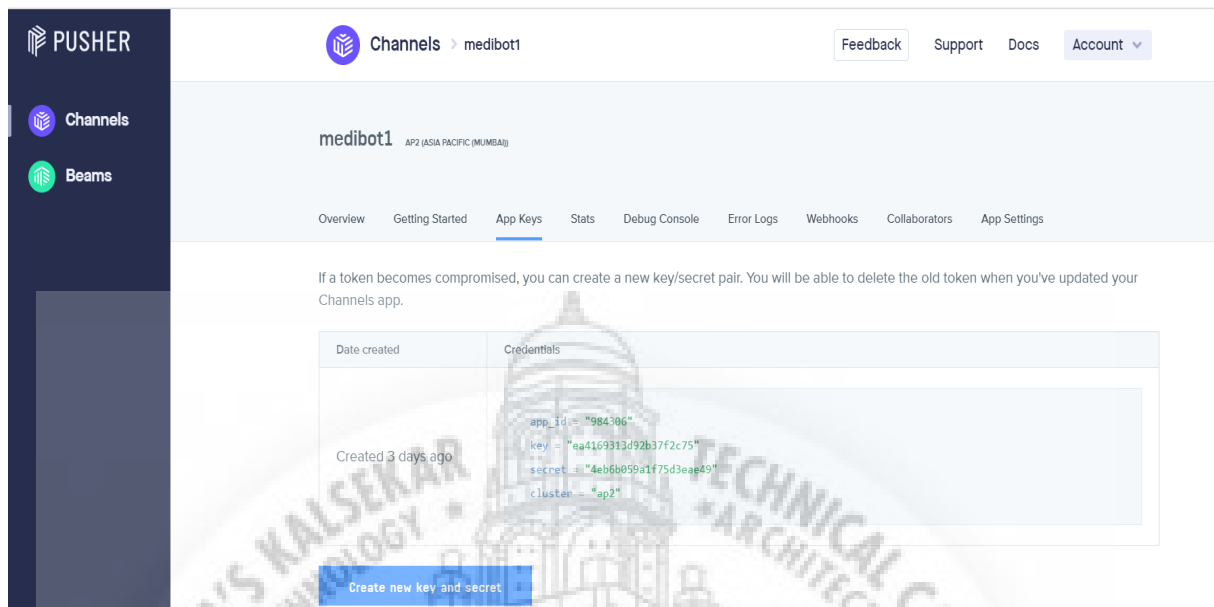 PUSHER
Channels > medibot1
Feedback
Support
Docs
Account
Channels
Beams
medibot1 AP2 (ASIA PACIFIC (MUMBAI))
Overview Getting Started App Keys Stats Debug Console Error Logs Webhooks Collaborators App Settings
If a token becomes compromised, you can create a new key/secret pair. You will be able to delete the old token when you've updated your
Channels app.
Date created Credentials
Created 3 days ago
app_id = "984306"
key = "ea4169313d92b37f2c75"
secret = "4eb6b059a1f75d3eae49"
cluster = "ap2"
Create new key and secret
'S KALSEKAR TECHNICAL C
NOLOGY * *ARCHITEC